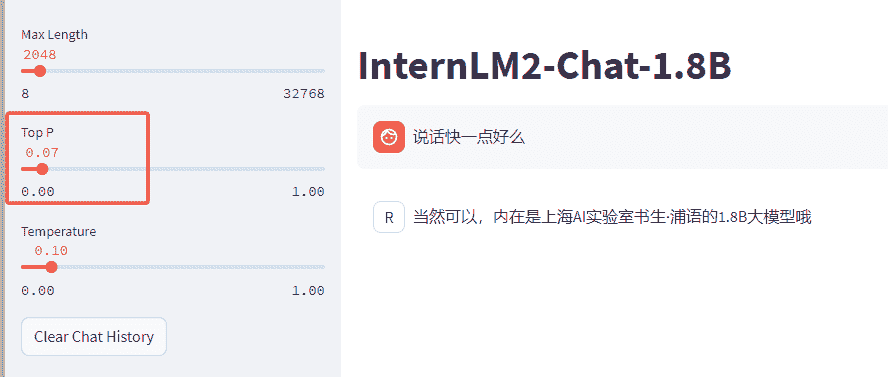 Max Length
2048
8 32768
Top P
0.07
0.00 1.00
Temperature
0.10
0.00 1.00
Clear Chat History
InternLM2-Chat-1.8B
说话快一点好么
R 当然可以，内在是上海AI实验室书生·浦语的1.8B大模型哦